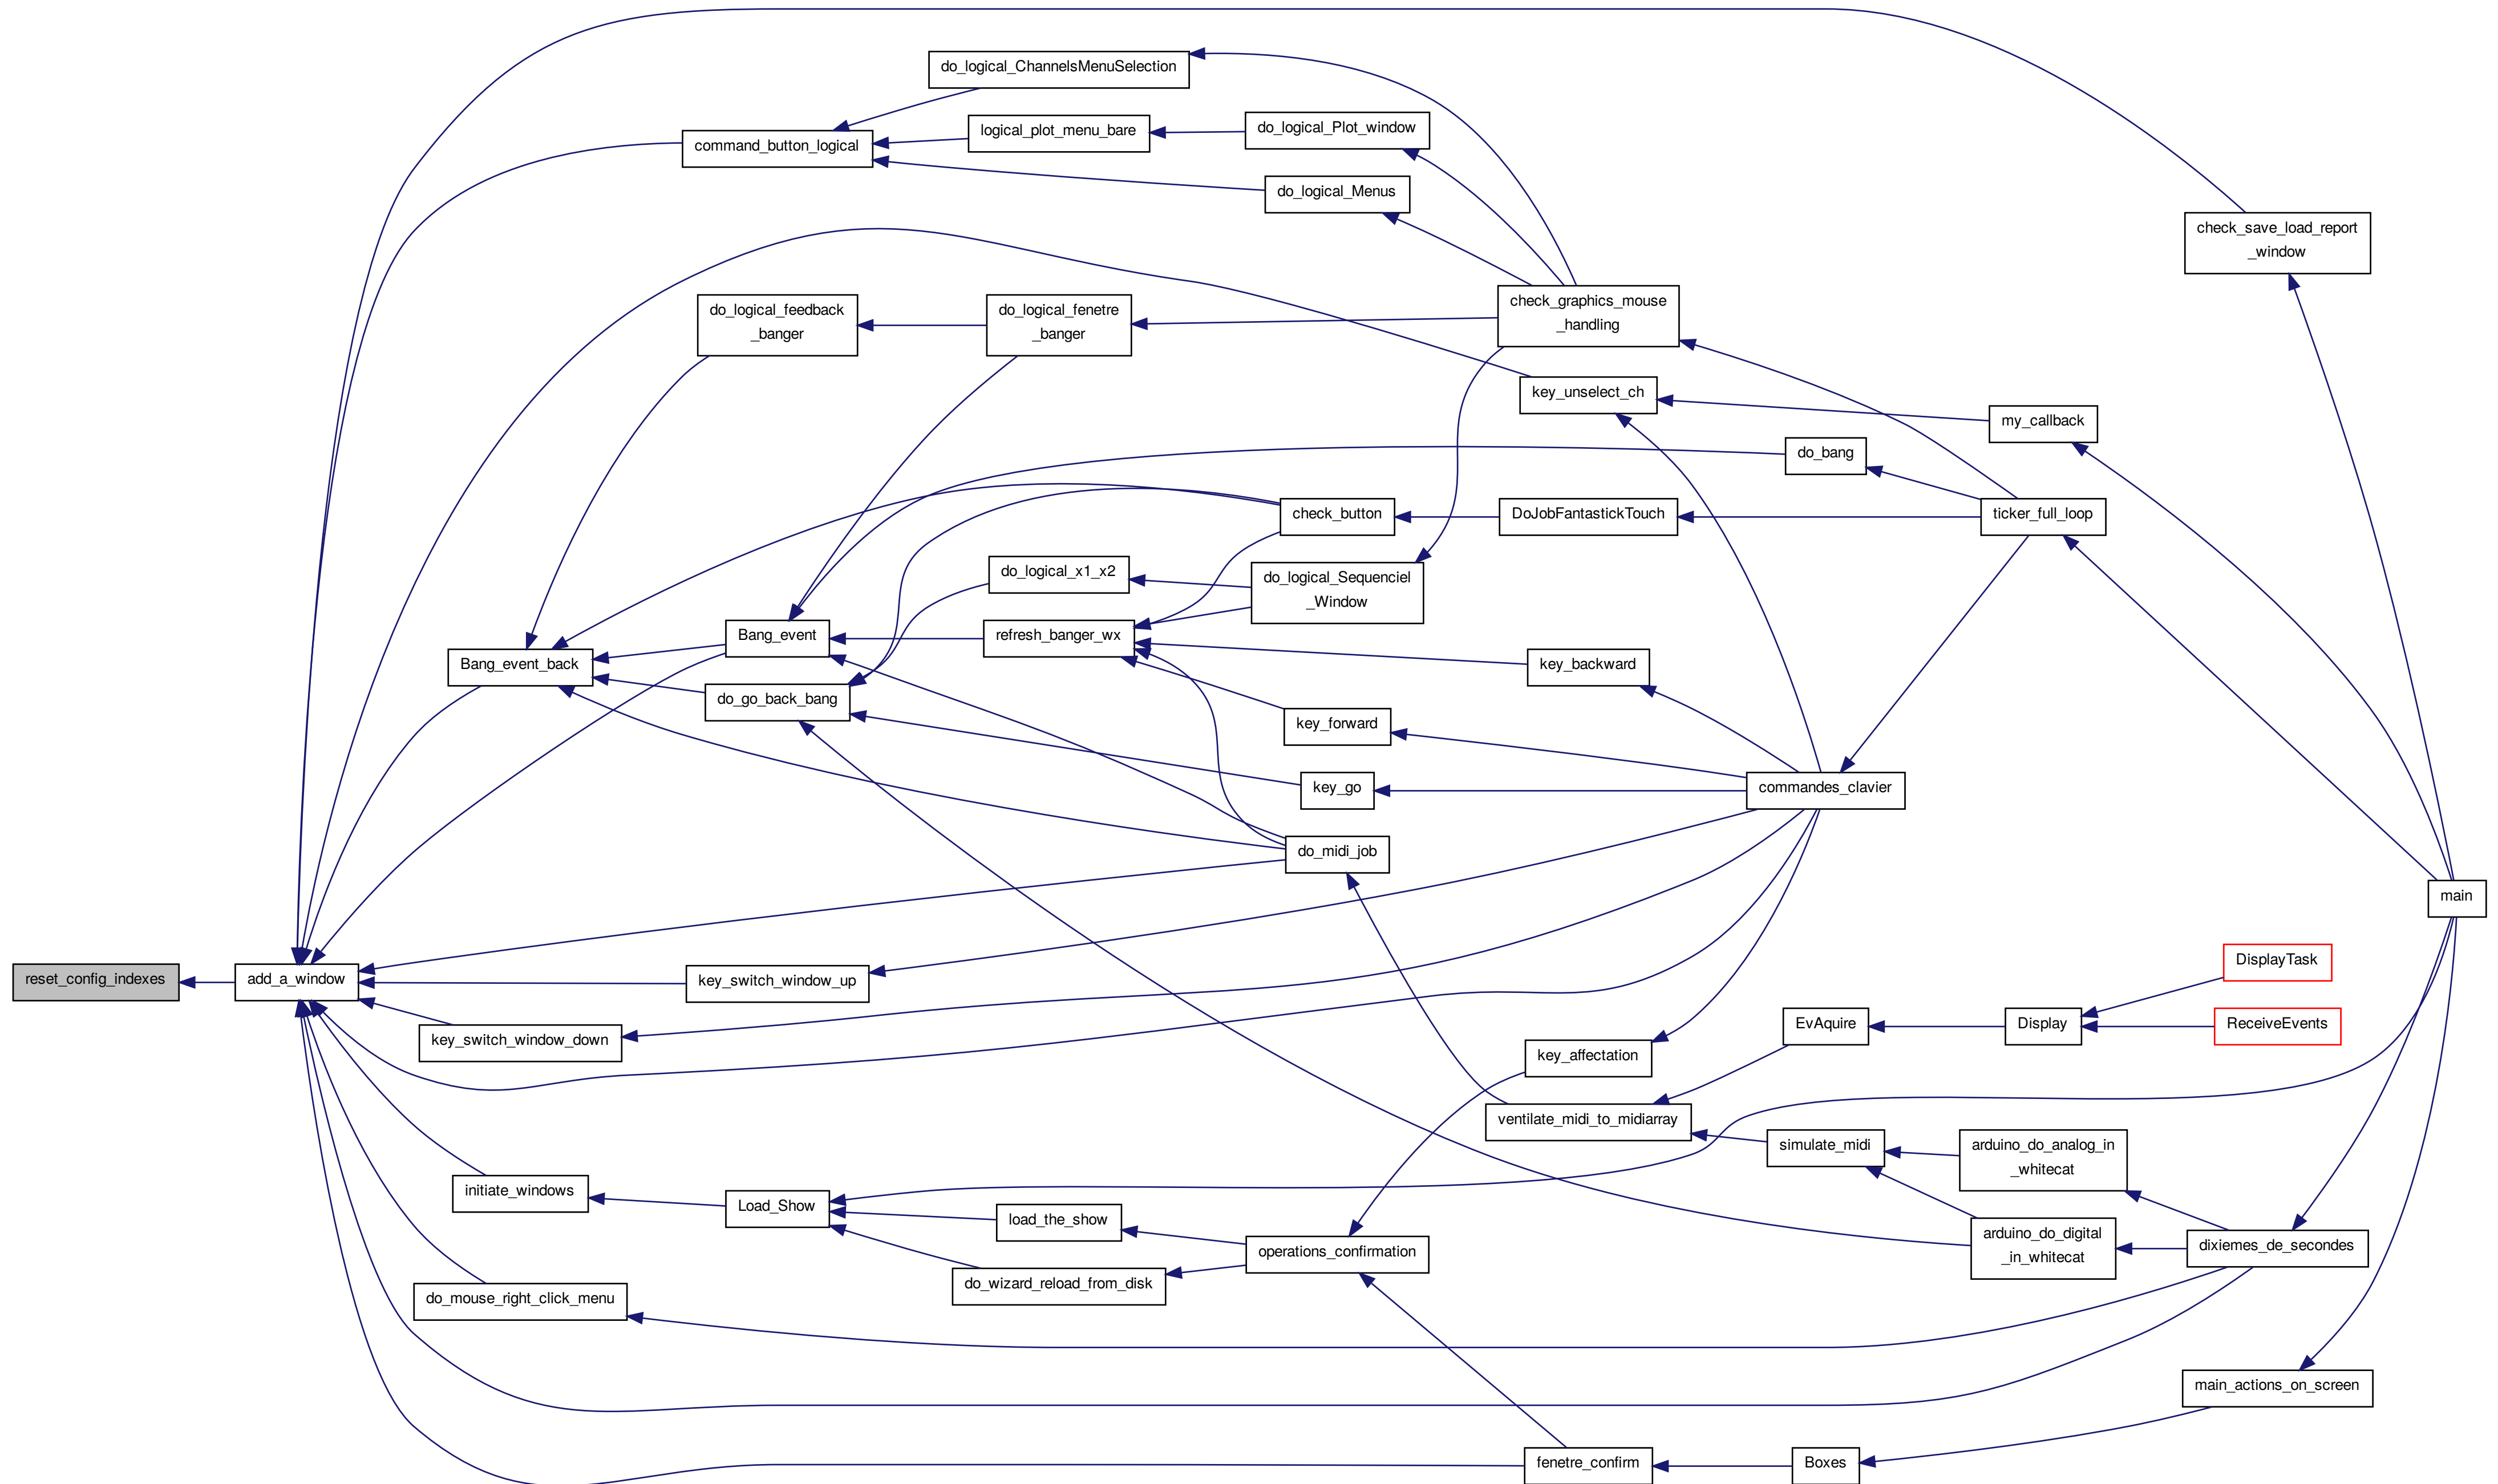 do_logical_ChannelsMenuSelection
logical_plot_menu_bare
do_logical_Plot_window
command_button_logical
do_logical_Menus
check_save_load_report
_window
do_logical_feedback
_banger
do_logical_fenetre
_banger
check_graphics_mouse
_handling
key_unselect_ch
my_callback
do_bang
check_button
DoJobFantastickTouch
ticker_full_loop
do_logical_x1_x2
do_logical_Sequenciel
_Window
Bang_event
refresh_banger_wx
Bang_event_back
key_backward
do_go_back_bang
key_forward
key_go
commandes_clavier
do_midi_job
main
reset_config_indexes
add_a_window
key_switch_window_up
DisplayTask
key_switch_window_down
EvAquire
Display
ReceiveEvents
key_affectation
ventilate_midi_to_midiarray
simulate_midi
arduino_do_analog_in
_whitecat
initiate_windows
Load_Show
load_the_show
operations_confirmation
arduino_do_digital
_in_whitecat
dixiemes_de_secondes
do_wizard_reload_from_disk
do_mouse_right_click_menu
main_actions_on_screen
fenetre_confirm
Boxes